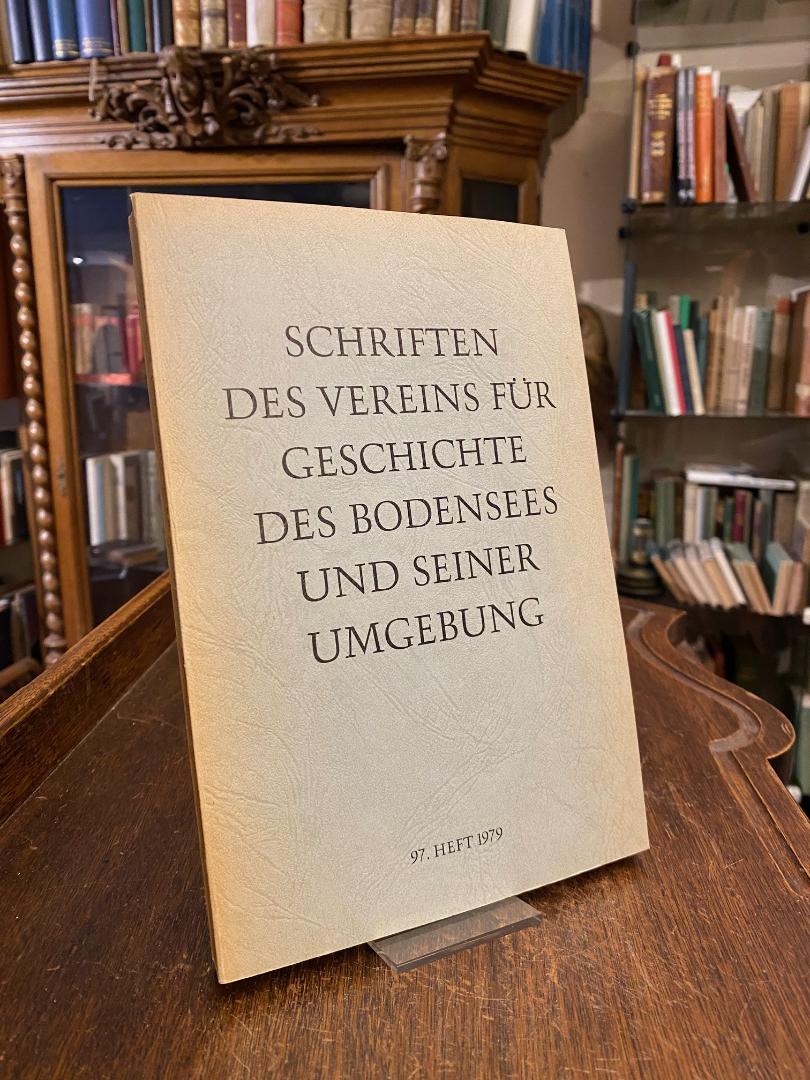 SCHRIFTEN
DES VEREINS FÜR
GESCHICHTE
DES BODENSEES
UND SEINER
UMGEBUNG
97. HEFT 1979